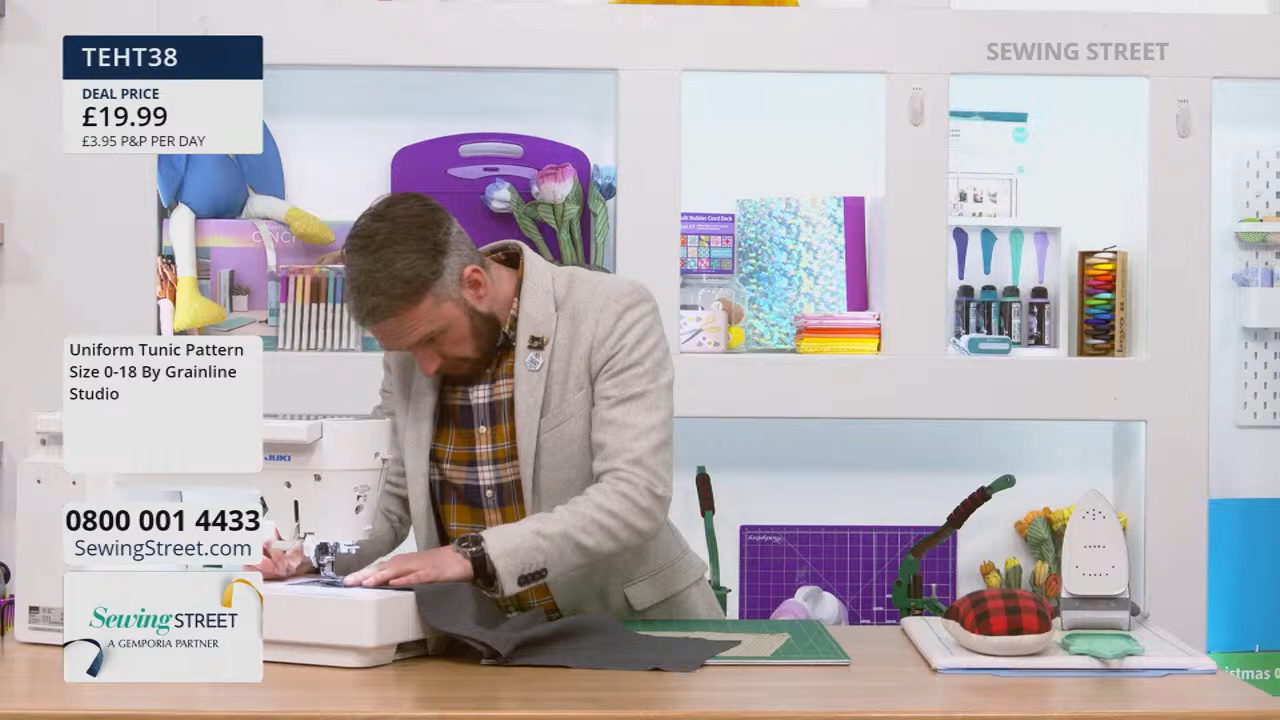 TEHT38
DEAL PRICE
£19.99
£3.95 P&P PER DAY
SEWING STREET
Uniform Tunic Pattern
Size 0-18 By Grainline
Studio
JUKI
0800 001 4433
SewingStreet.com
Sewing STREET
A GEMPORIA PARTNER